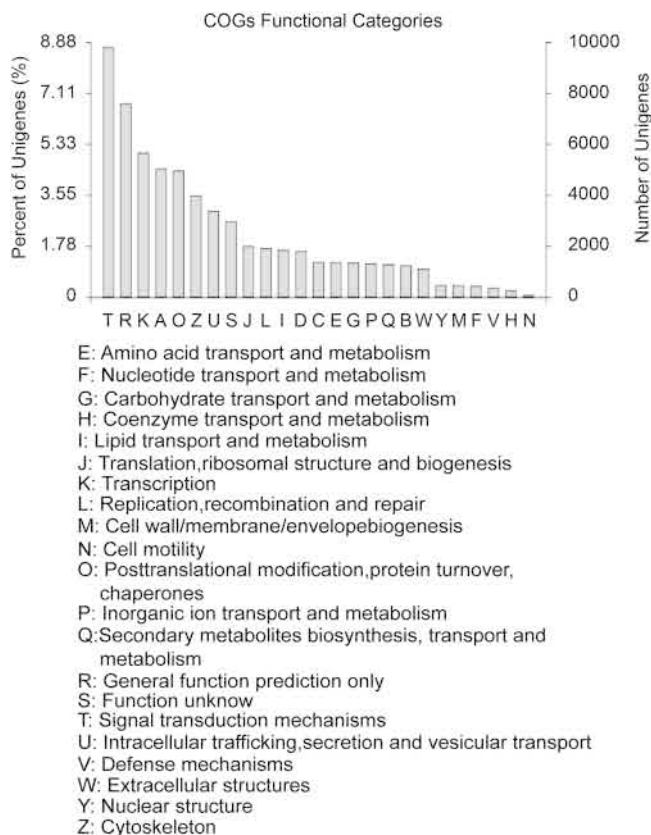 COGs Functional Categories
8.88
7.11
5.33
3.55
1.78
0
Percent of Unigenes (%)
10000
8000
6000
4000
2000
0
Number of Unigenes
T R K A O Z U S J L I D C E G P Q B W Y M F V H N
E: Amino acid transport and metabolism
F: Nucleotide transport and metabolism
G: Carbohydrate transport and metabolism
H: Coenzyme transport and metabolism
I: Lipid transport and metabolism
J: Translation,ribosomal structure and biogenesis
K: Transcription
L: Replication,recombination and repair
M: Cell wall/membrane/envelopebiogenesis
N: Cell motility
O: Posttranslational modification,protein turnover,
chaperones
P: Inorganic ion transport and metabolism
Q:Secondary metabolites biosynthesis, transport and
metabolism
R: General function prediction only
S: Function unknow
T: Signal transduction mechanisms
U: Intracellular trafficking,secretion and vesicular transport
V: Defense mechanisms
W: Extracellular structures
Y: Nuclear structure
Z: Cytoskeleton